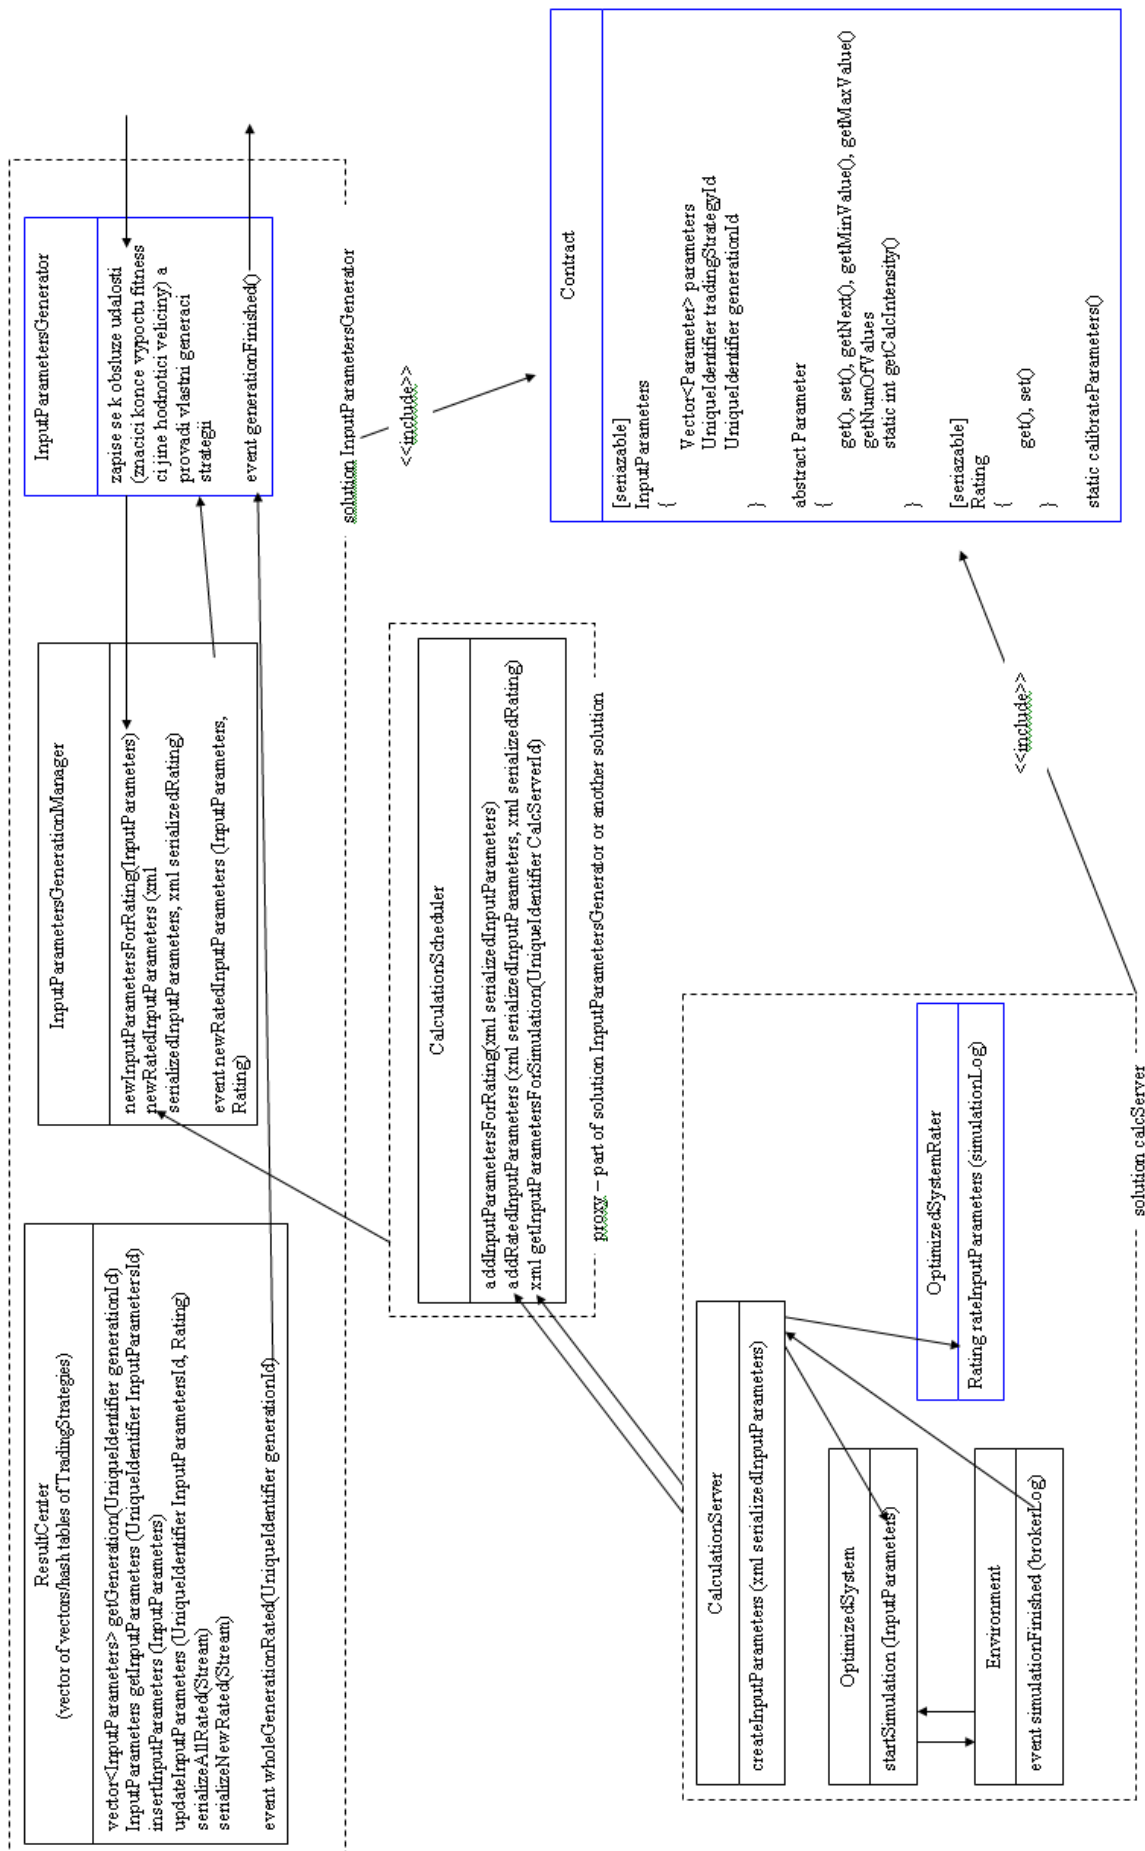 ResultCenter
(vector of vectors/hash tables of TradingStrategies)
vector<InputParameters> getGeneration(UniqueIdentifier generationId)
InputParameters getInputParameters (UniqueIdentifier InputParametersId)
insertInputParameters (InputParameters)
updateInputParameters (UniqueIdentifier InputParametersId, Rating)
serializeAllRated(Stream)
serializeNewRated(Stream)
event wholeGenerationRated(UniqueIdentifier generationId)
InputParametersGenerationManager
newInputParametersForRating(InputParameters)
newRatedInputParameters (xml
serializedInputParameters, xml serializedRating)
event newRatedInputParameters (InputParameters,
Rating)
InputParametersGenerator
zapise se k obsluze udalosti
(znacici konce vypoctu fitness
ci jine hodnotici veliciny) a
provadi vlastni generaci
strategii
event generationFinished()
solution InputParametersGenerator
<<include>>
CalculationScheduler
addInputParametersForRating(xml serializedInputParameters)
addRatedInputParameters (xml serializedInputParameters, xml serializedRating)
xml getInputParametersForSimulation(UniqueIdentifier CalcServerId)
proxy – part of solution InputParametersGenerator or another solution
Contract
[seriazable]
InputParameters
{
Vector<Parameter> parameters
UniqueIdentifier tradingStrategyId
UniqueIdentifier generationId
}
abstract Parameter
{
get(), set(), getNext(), getMinValue(), getMaxValue()
getNumOfValues
static int getCalcIntensity()
}
[seriazable]
Rating
{
get(), set()
}
static calibrateParameters()
<<include>>
CalculationServer
createInputParameters (xml serializedInputParameters)
OptimizedSystem
startSimulation (InputParameters)
Environment
event simulationFinished (brokerLog)
OptimizedSystemRater
Rating rateInputParameters (simulationLog)
solution calcServer